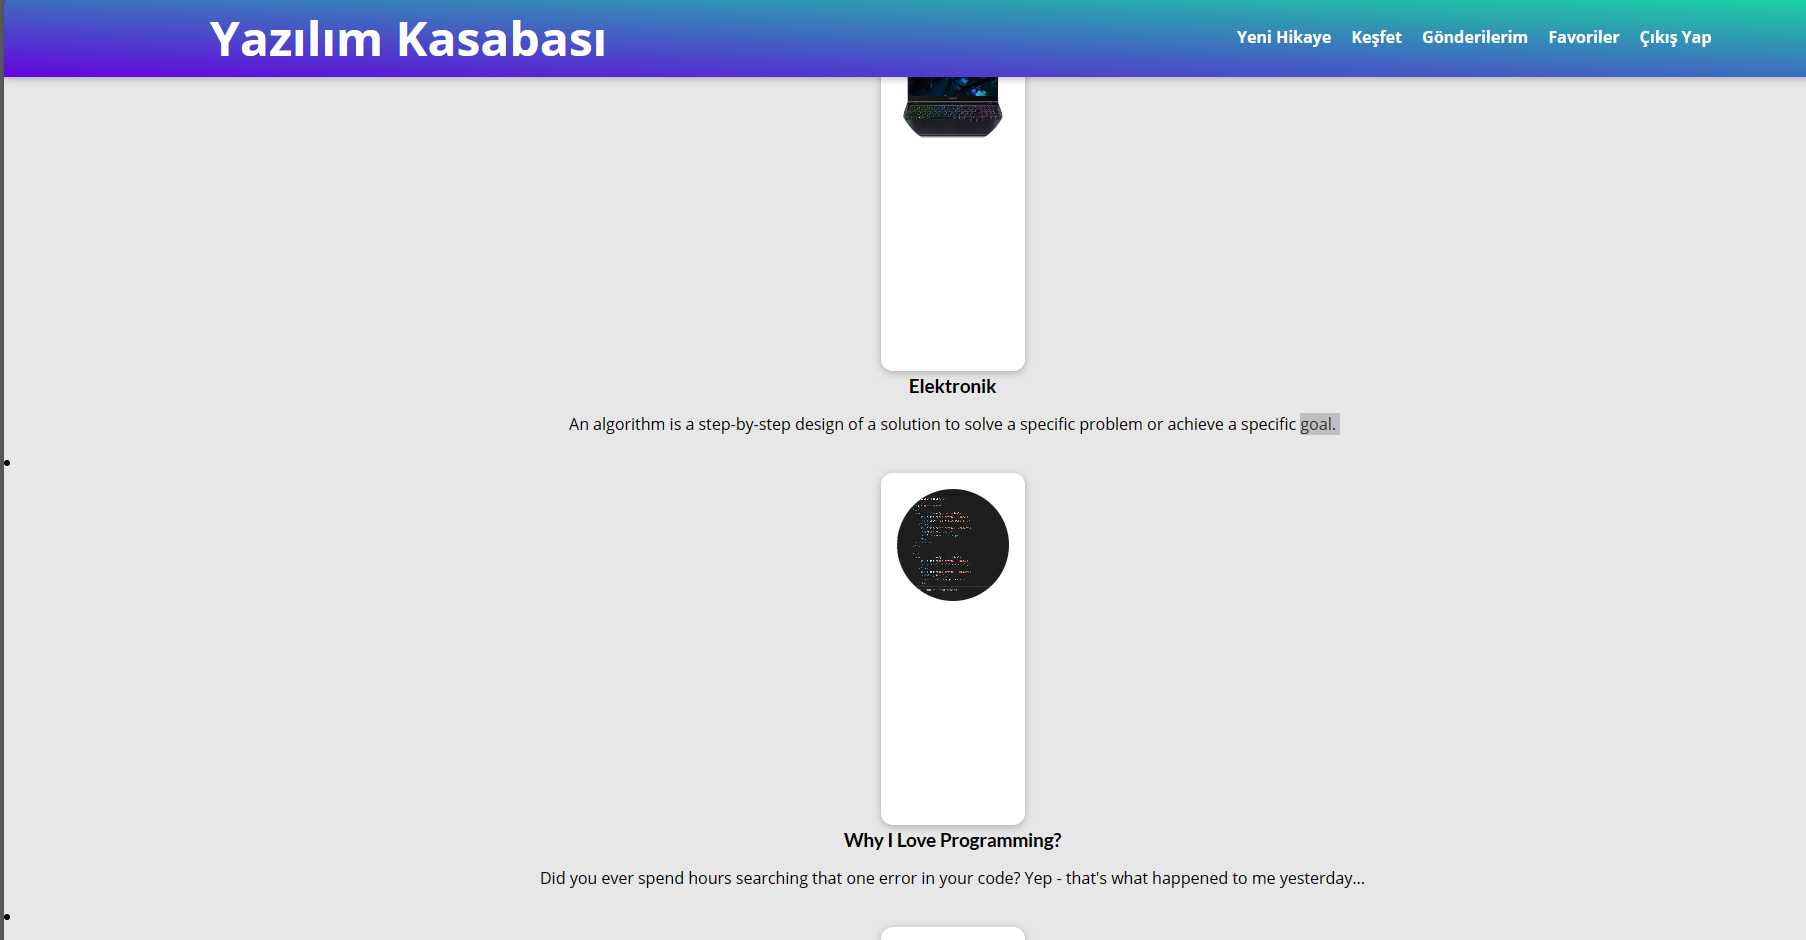 Yazılım Kasabası
Yeni Hikaye Keşfet Gönderilerim Favoriler Çıkış Yap
Elektronik
An algorithm is a step-by-step design of a solution to solve a specific problem or achieve a specific goal.
Why I Love Programming?
Did you ever spend hours searching that one error in your code? Yep - that's what happened to me yesterday...